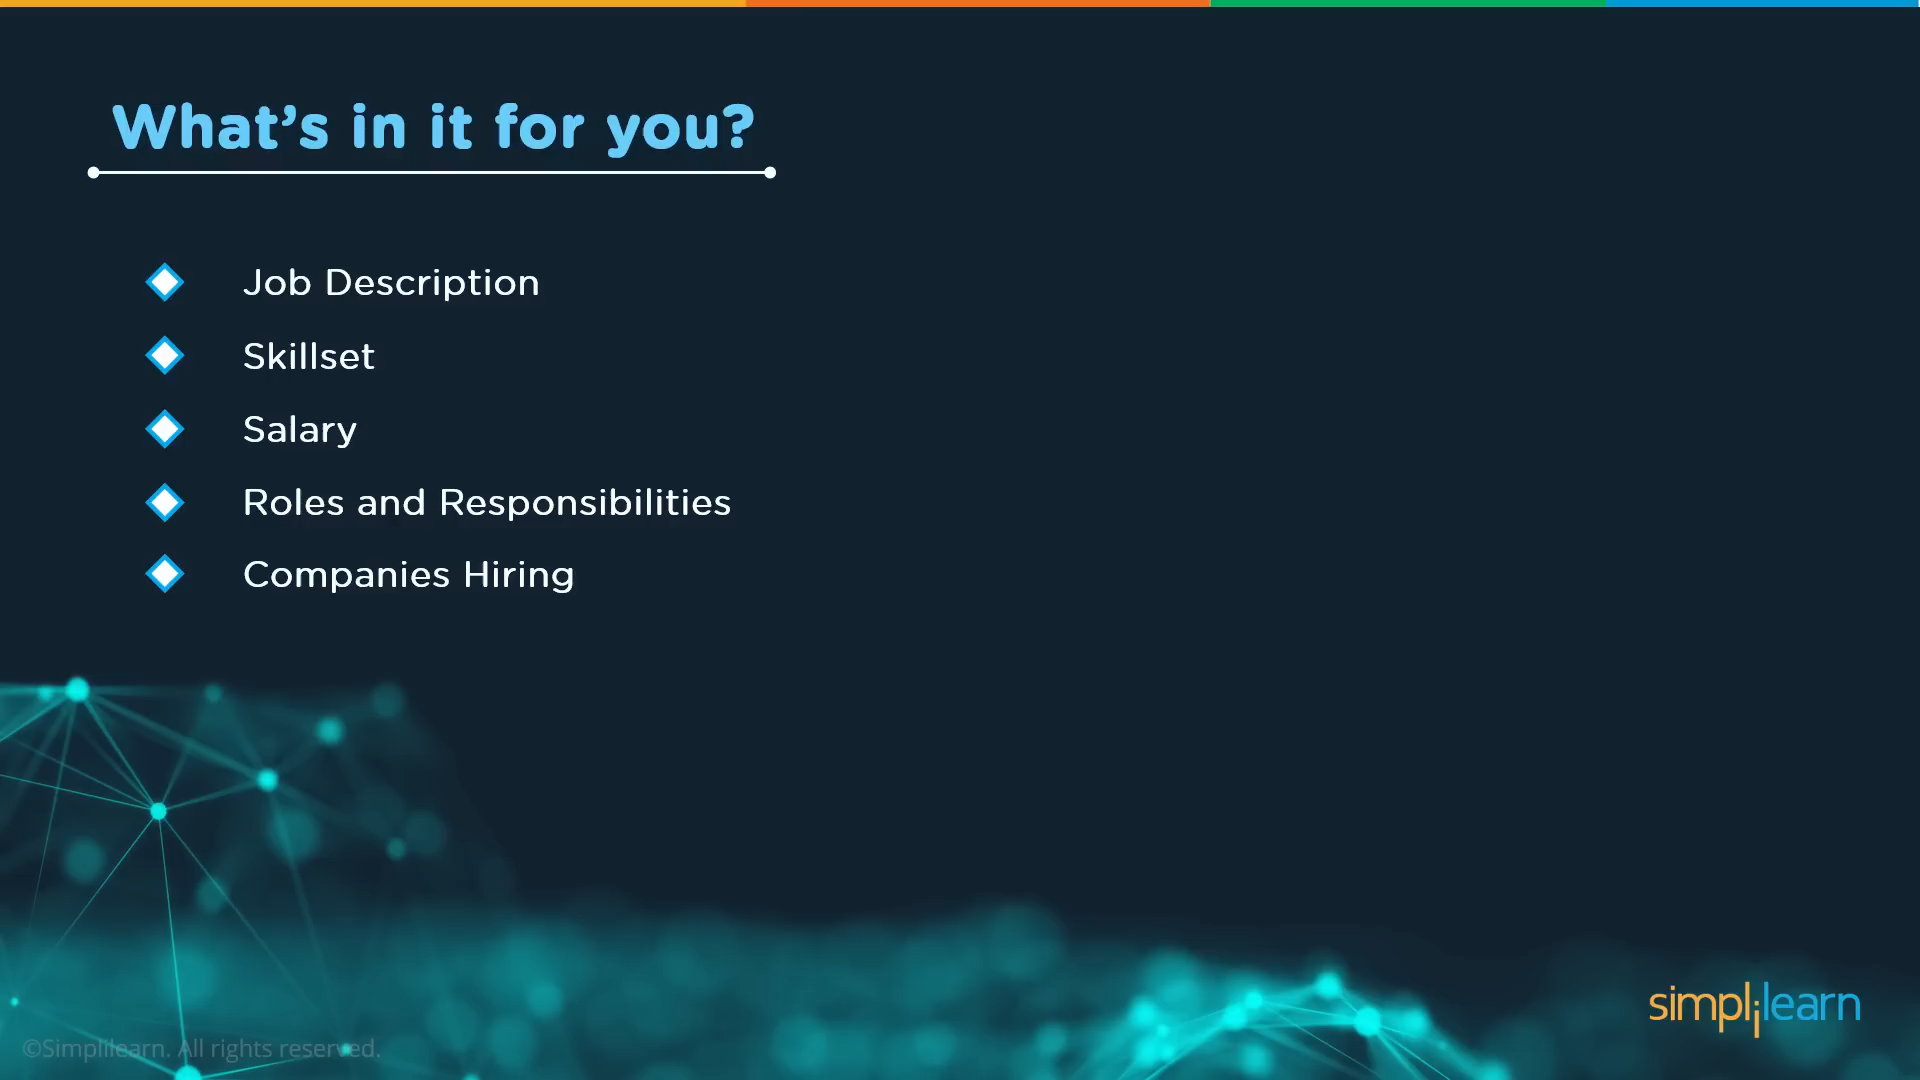 What's in it for you?
Job Description
Skillset
Salary
Roles and Responsibilities
Companies Hiring
simplilearn
©Simplilearn. All rights reserved.